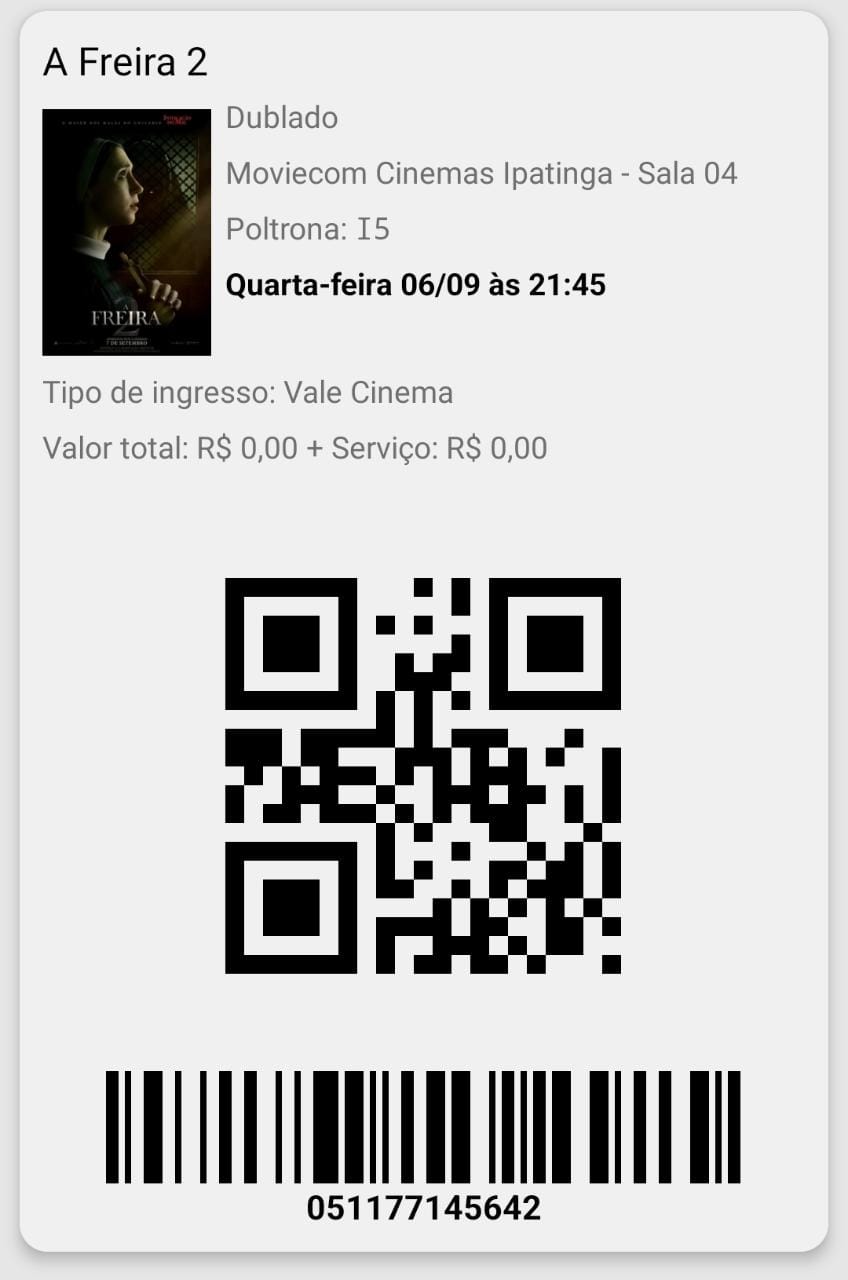 A Freira 2
Dublado
Moviecom Cinemas Ipatinga - Sala 04
Poltrona: I5
Quarta-feira 06/09 às 21:45
FREIRA
2
7 DE SETEMBRO
Tipo de ingresso: Vale Cinema
Valor total: R$ 0,00 + Serviço: R$ 0,00
051177145642